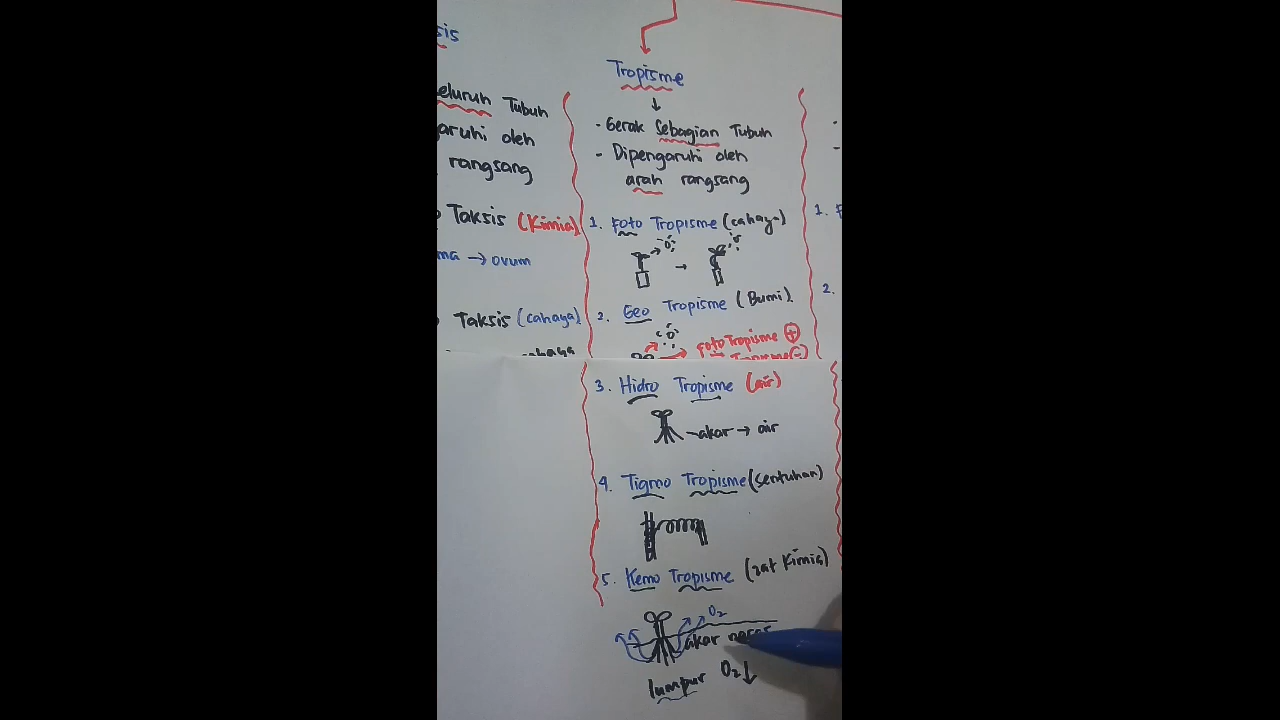 Tropisme
- Gerak Sebagian Tubuh
- Dipengaruhi oleh
arah rangsang
1. Foto Tropisme (cahaya)
2. Geo Tropisme (Bumi)
Foto Tropisme +
3. Hidro Tropisme (air)
akar → air
4. Tigmo Tropisme (sentuhan)
5. Kemo Tropisme (zat Kimia)
O2
akar
lumpur O2↓
sis
eluruh Tubuh
aruhi oleh
rangsang
o Taksis (Kimia)
ma → ovum
Taksis (cahaya)
1. F
2.